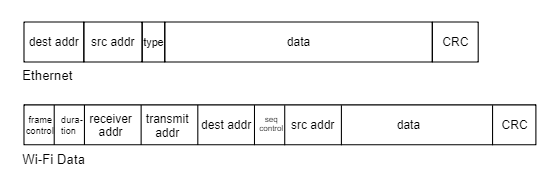 dest addr src addr type data CRC
Ethernet
frame control dura-tion receiver addr transmit addr dest addr seq control src addr data CRC
Wi-Fi Data